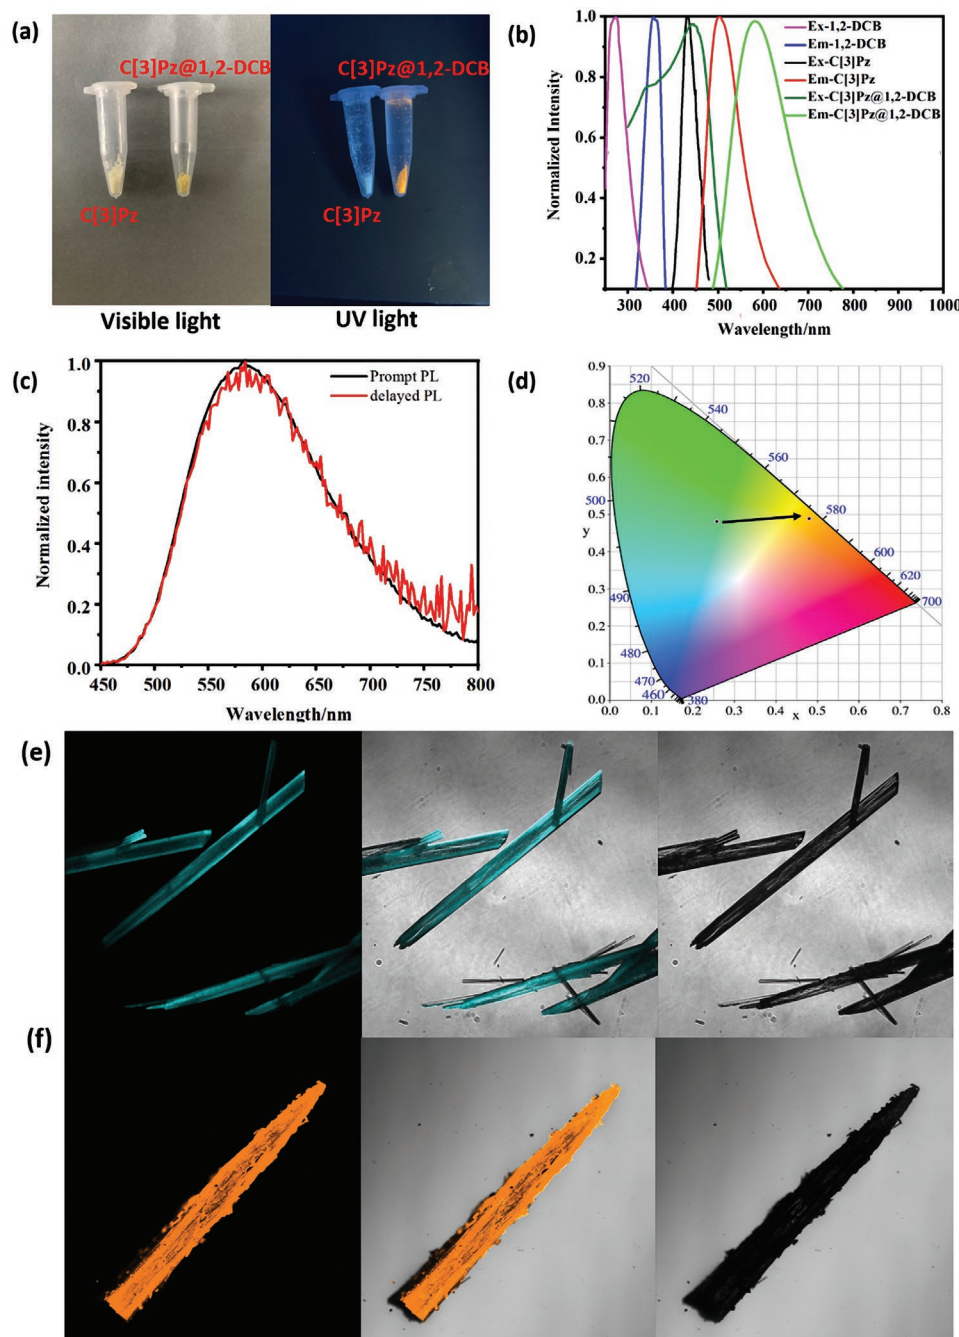 (a)
C[3]Pz@1,2-DCB
C[3]Pz@1,2-DCB
C[3]Pz
C[3]Pz
Visible light
UV light
(b)
Normalized Intensity
1.0
0.8
0.6
0.4
0.2
Ex-1,2-DCB
Em-1,2-DCB
Ex-C[3]Pz
Em-C[3]Pz
Ex-C[3]Pz@1,2-DCB
Em-C[3]Pz@1,2-DCB
300 400 500 600 700 800 900 1000
Wavelength/nm
(c)
Normalized intensity
1.0
0.8
0.6
0.4
0.2
0.0
Prompt PL
delayed PL
450 500 550 600 650 700 750 800
Wavelength/nm
(d)
0.9
0.8
0.7
0.6
0.5
y
0.4
0.3
0.2
0.1
0.0
520
540
560
500
580
600
620
490
700
480
470
460
380
0.0 0.1 0.2 0.3 0.4 0.5 0.6 0.7 0.8
x
(e)
(f)